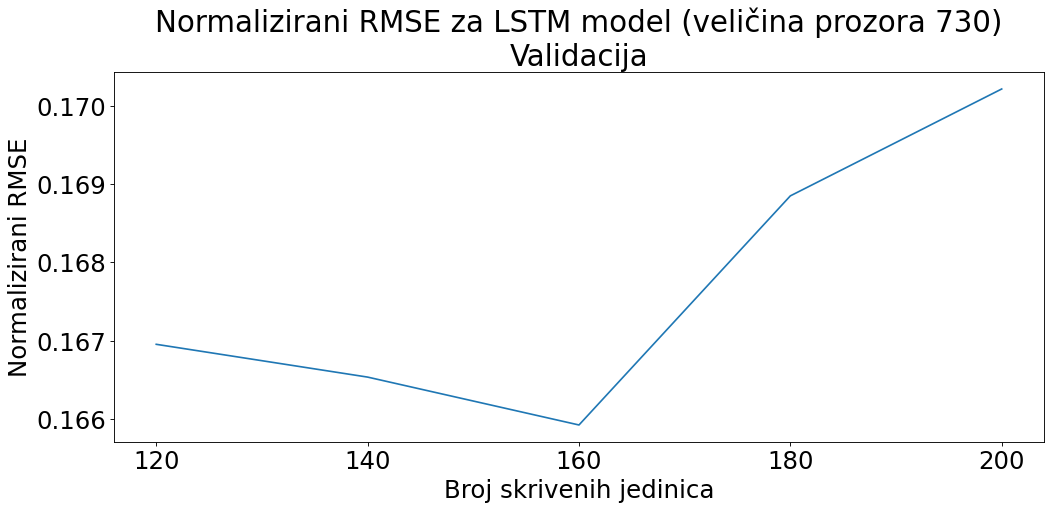 Normalizirani RMSE za LSTM model (veličina prozora 730)
Validacija
Normalizirani RMSE
0.170
0.169
0.168
0.167
0.166
120 140 160 180 200
Broj skrivenih jedinica